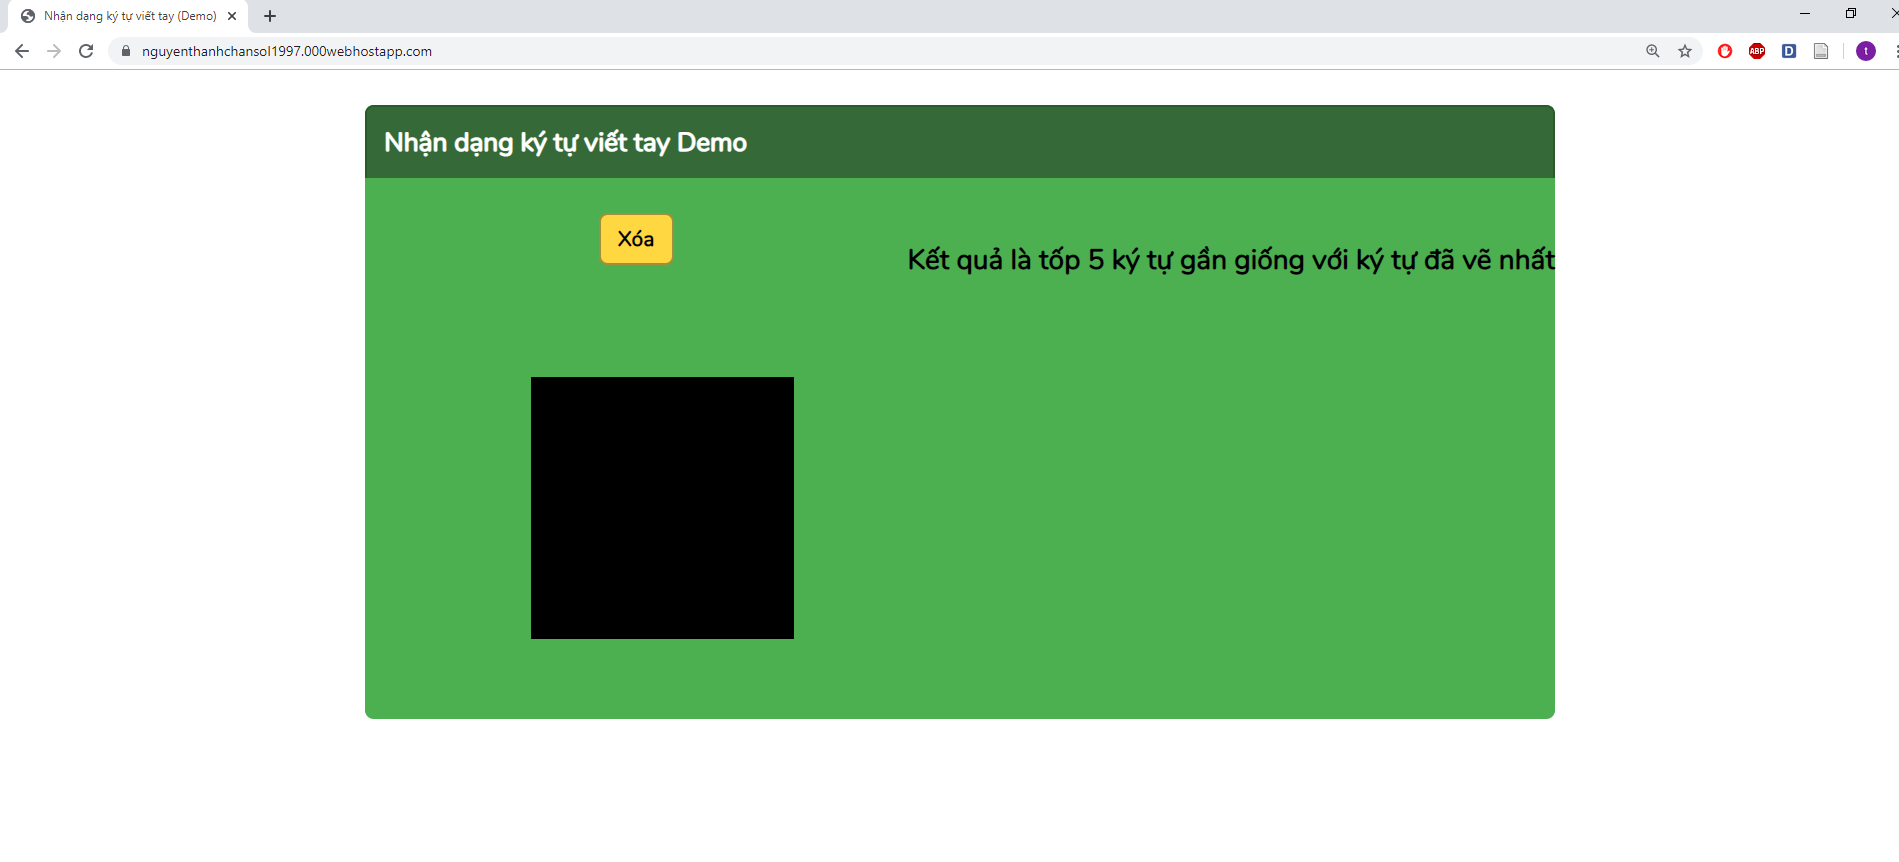 Nhận dạng ký tự viết tay (Demo)
nguyenthanhchansol1997.000webhostapp.com
ABP
D
t
Nhận dạng ký tự viết tay Demo
Xóa
Kết quả là tốp 5 ký tự gần giống với ký tự đã vẽ nhất